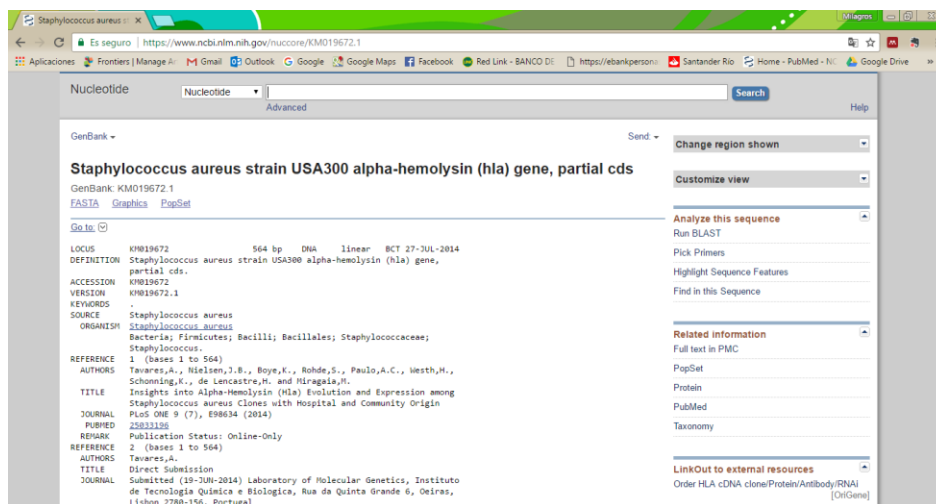 Staphylococcus aureus st
Milagros
Es seguro | https://www.ncbi.nlm.nih.gov/nuccore/KM019672.1
Aplicaciones Frontiers | Manage Ar Gmail Outlook Google Google Maps Facebook Red Link - BANCO DE https://ebankpersona Santander Río Home - PubMed - NC Google Drive »
Nucleotide Nucleotide Search
Advanced Help
GenBank Send:
Change region shown
Staphylococcus aureus strain USA300 alpha-hemolysin (hla) gene, partial cds
Customize view
GenBank: KM019672.1
FASTA Graphics PopSet
Go to:
Analyze this sequence
Run BLAST
Pick Primers
Highlight Sequence Features
Find in this Sequence
LOCUS KM019672 564 bp DNA linear BCT 27-JUL-2014
DEFINITION Staphylococcus aureus strain USA300 alpha-hemolysin (hla) gene,
partial cds.
ACCESSION KM019672
VERSION KM019672.1
KEYWORDS .
SOURCE Staphylococcus aureus
ORGANISM Staphylococcus aureus
Bacteria; Firmicutes; Bacilli; Bacillales; Staphylococcaceae;
Staphylococcus.
REFERENCE 1 (bases 1 to 564)
AUTHORS Tavares,A., Nielsen,J.B., Boye,K., Rohde,S., Paulo,A.C., Westh,H.,
Schonning,K., de Lencastre,H. and Miragaia,M.
TITLE Insights into Alpha-Hemolysin (Hla) Evolution and Expression among
Staphylococcus aureus Clones with Hospital and Community Origin
JOURNAL PLoS ONE 9 (7), E98634 (2014)
PUBMED 25033196
REMARK Publication Status: Online-Only
REFERENCE 2 (bases 1 to 564)
AUTHORS Tavares,A.
TITLE Direct Submission
JOURNAL Submitted (19-JUN-2014) Laboratory of Molecular Genetics, Instituto
de Tecnologia Quimica e Biologica, Rua da Quinta Grande 6, Oeiras,
Lisbon 2780-156, Portugal
Related information
Full text in PMC
PopSet
Protein
PubMed
Taxonomy
LinkOut to external resources
Order HLA cDNA clone/Protein/Antibody/RNAi
[OriGene]